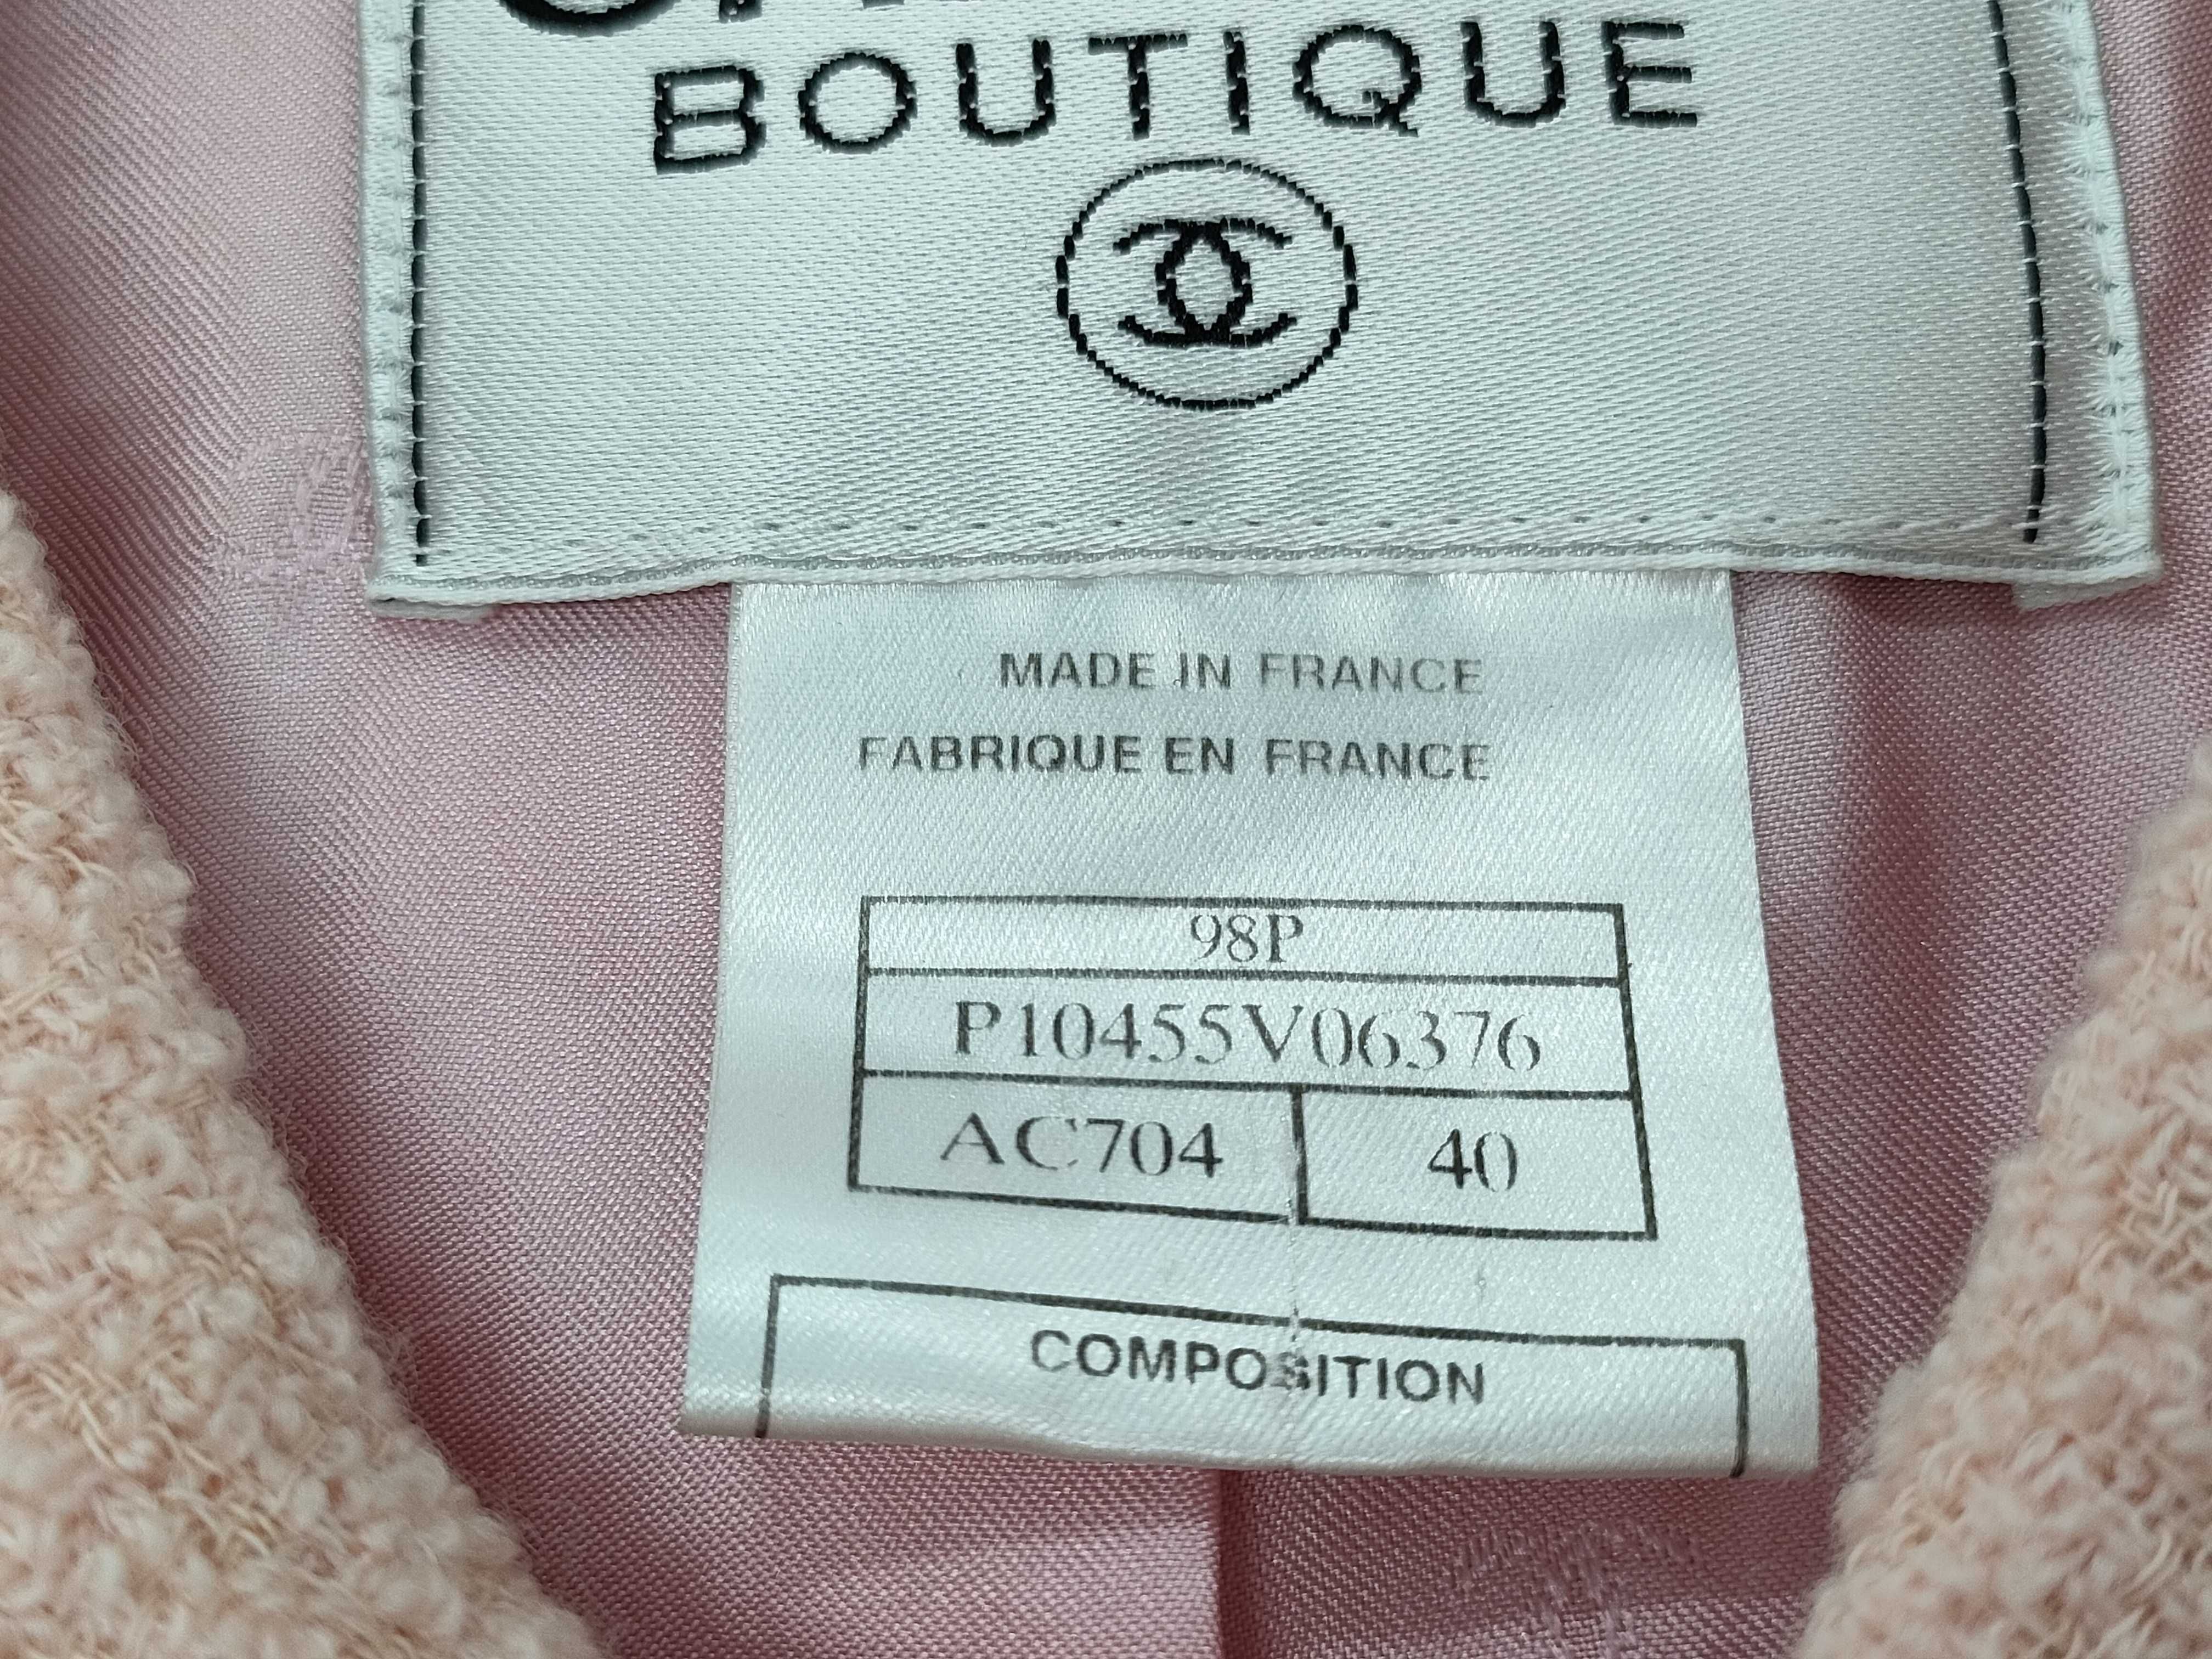 BOUTIQUE
MADE IN FRANCE
FABRIQUE EN FRANCE
98P
P10455V06376
AC704 40
COMPOSITION